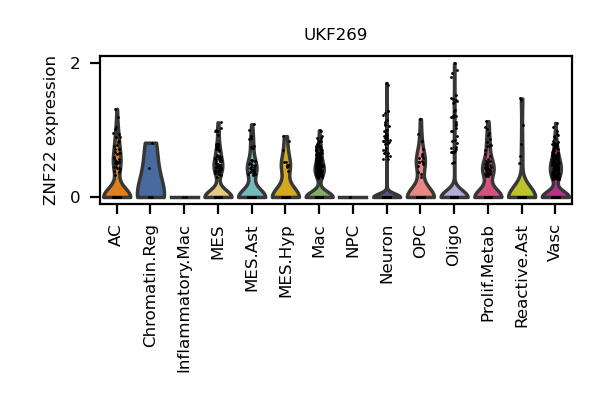 UKF269
ZNF22 expression
2
0
AC
Chromatin.Reg
Inflammatory.Mac
MES
MES.Ast
MES.Hyp
Mac
NPC
Neuron
OPC
Oligo
Prolif.Metab
Reactive.Ast
Vasc